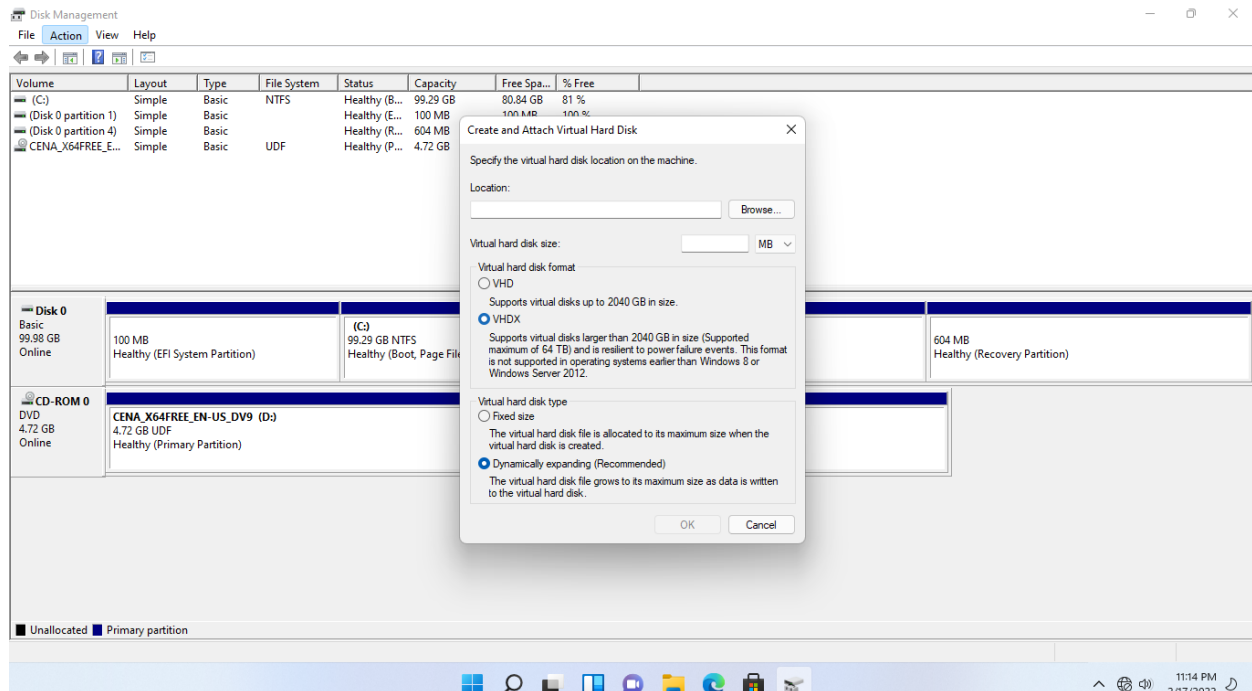 Disk Management
File Action View Help
Volume Layout Type File System Status Capacity Free Spa... % Free
(C:) Simple Basic NTFS Healthy (B... 99.29 GB 80.84 GB 81 %
(Disk 0 partition 1) Simple Basic Healthy (E... 100 MB 100 MB 100 %
(Disk 0 partition 4) Simple Basic Healthy (R... 604 MB
CENA_X64FREE_E... Simple Basic UDF Healthy (P... 4.72 GB
Create and Attach Virtual Hard Disk
Specify the virtual hard disk location on the machine.
Location:
Browse...
Virtual hard disk size:
MB
Virtual hard disk format
VHD
Supports virtual disks up to 2040 GB in size.
VHDX
Supports virtual disks larger than 2040 GB in size (Supported
maximum of 64 TB) and is resilient to power failure events. This format
is not supported in operating systems earlier than Windows 8 or
Windows Server 2012.
Virtual hard disk type
Fixed size
The virtual hard disk file is allocated to its maximum size when the
virtual hard disk is created.
Dynamically expanding (Recommended)
The virtual hard disk file grows to its maximum size as data is written
to the virtual hard disk.
OK Cancel
Disk 0
Basic
99.98 GB
Online
100 MB
Healthy (EFI System Partition)
(C:)
99.29 GB NTFS
Healthy (Boot, Page File
604 MB
Healthy (Recovery Partition)
CD-ROM 0
DVD
4.72 GB
Online
CENA_X64FREE_EN-US_DV9 (D:)
4.72 GB UDF
Healthy (Primary Partition)
Unallocated Primary partition
11:14 PM